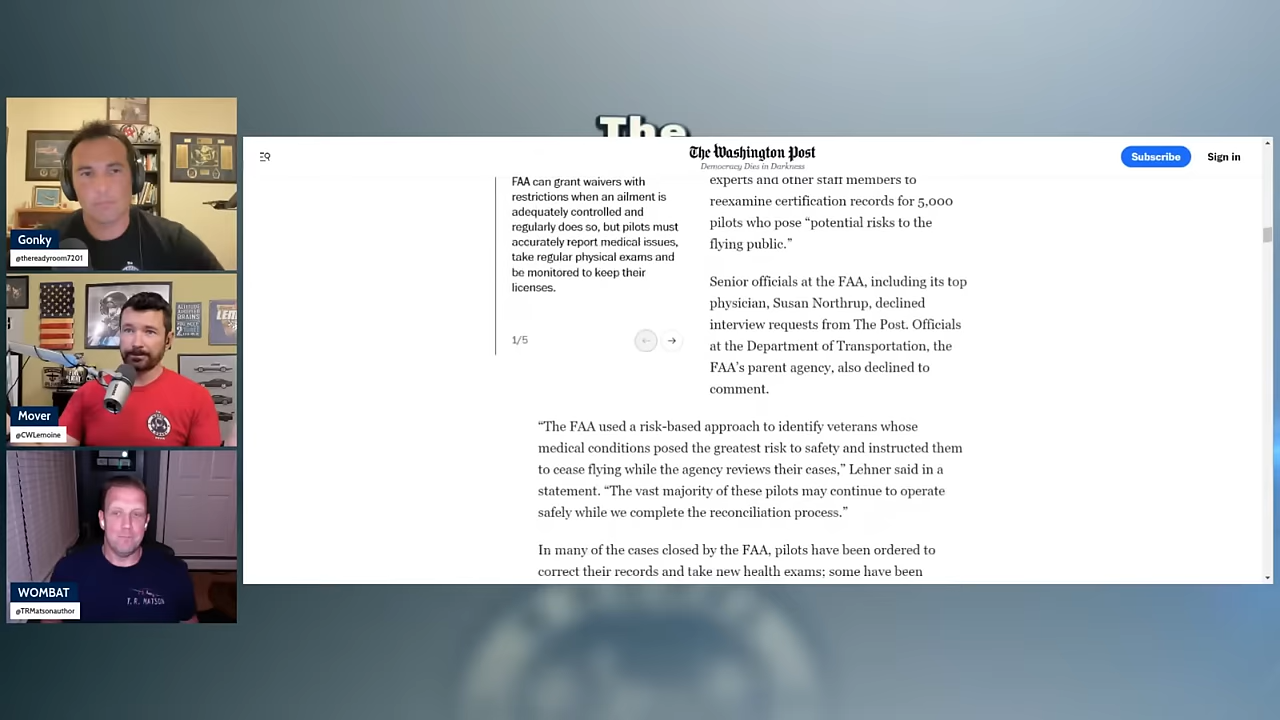 The
Gonky
@thereadyroom7201
Mover
@CWLemoine
WOMBAT
@TRMatsonauthor
T. R. MATSON
The Washington Post
Democracy Dies in Darkness
Subscribe
Sign in
FAA can grant waivers with
restrictions when an ailment is
adequately controlled and
regularly does so, but pilots must
accurately report medical issues,
take regular physical exams and
be monitored to keep their
licenses.
1/5
experts and other staff members to
reexamine certification records for 5,000
pilots who pose “potential risks to the
flying public.”
Senior officials at the FAA, including its top
physician, Susan Northrup, declined
interview requests from The Post. Officials
at the Department of Transportation, the
FAA’s parent agency, also declined to
comment.
“The FAA used a risk-based approach to identify veterans whose
medical conditions posed the greatest risk to safety and instructed them
to cease flying while the agency reviews their cases,” Lehner said in a
statement. “The vast majority of these pilots may continue to operate
safely while we complete the reconciliation process.”
In many of the cases closed by the FAA, pilots have been ordered to
correct their records and take new health exams; some have been